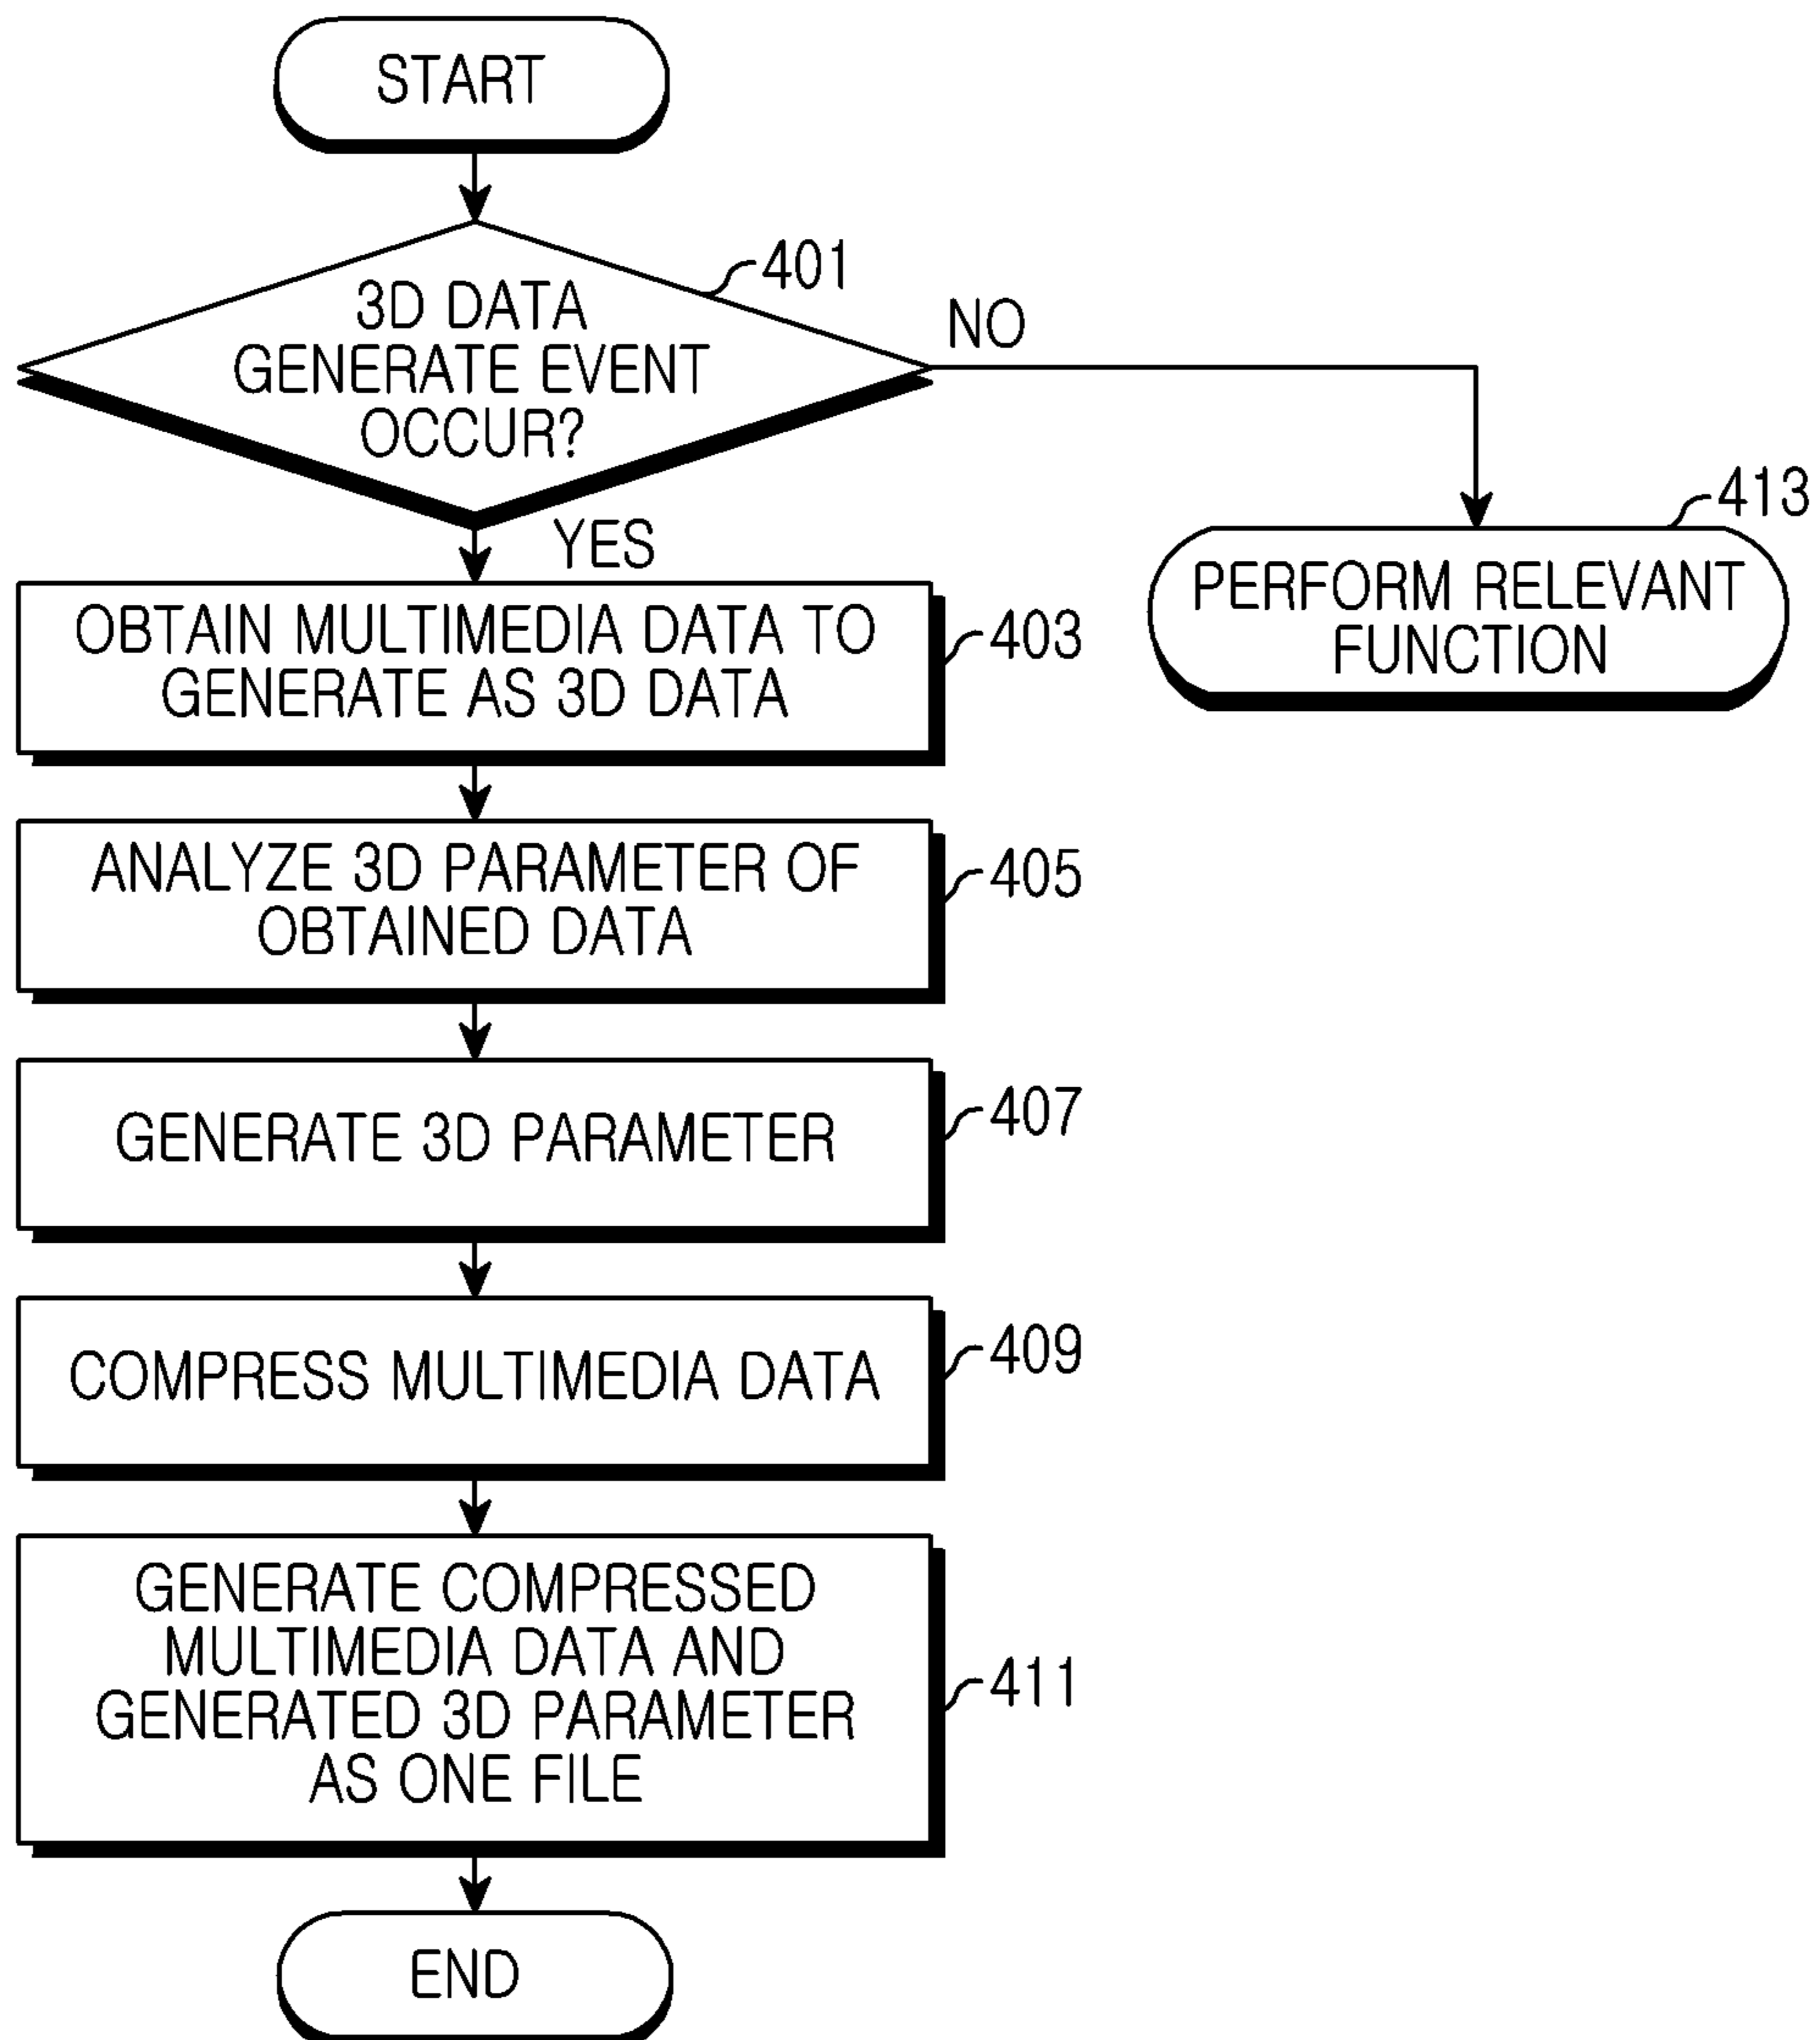 START
401
3D DATA
GENERATE EVENT
OCCUR?
NO
YES
413
PERFORM RELEVANT
FUNCTION
OBTAIN MULTIMEDIA DATA TO
GENERATE AS 3D DATA
403
ANALYZE 3D PARAMETER OF
OBTAINED DATA
405
GENERATE 3D PARAMETER
407
COMPRESS MULTIMEDIA DATA
409
GENERATE COMPRESSED
MULTIMEDIA DATA AND
GENERATED 3D PARAMETER
AS ONE FILE
411
END